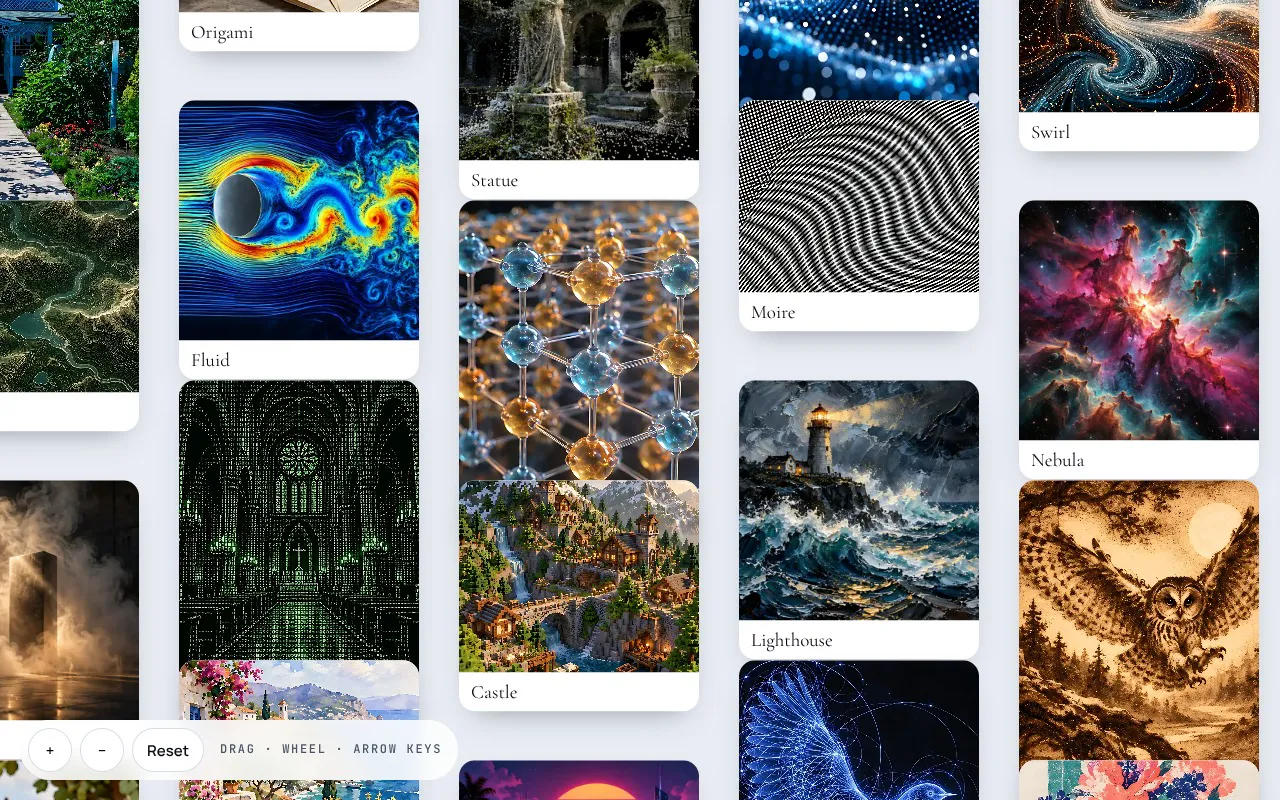 Origami
Statue
Swirl
Moire
Fluid
Nebula
Lighthouse
Castle
+ − Reset DRAG · WHEEL · ARROW KEYS